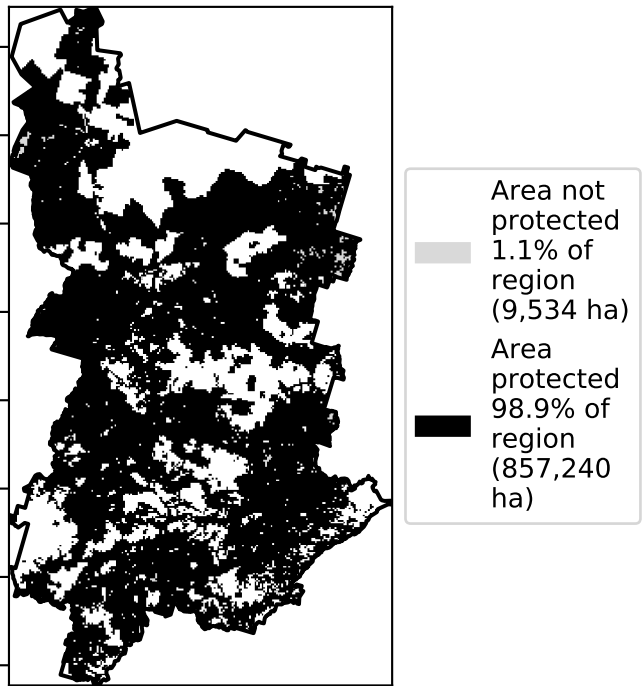 Area not
protected
1.1% of
region
(9,534 ha)
Area
protected
98.9% of
region
(857,240
ha)